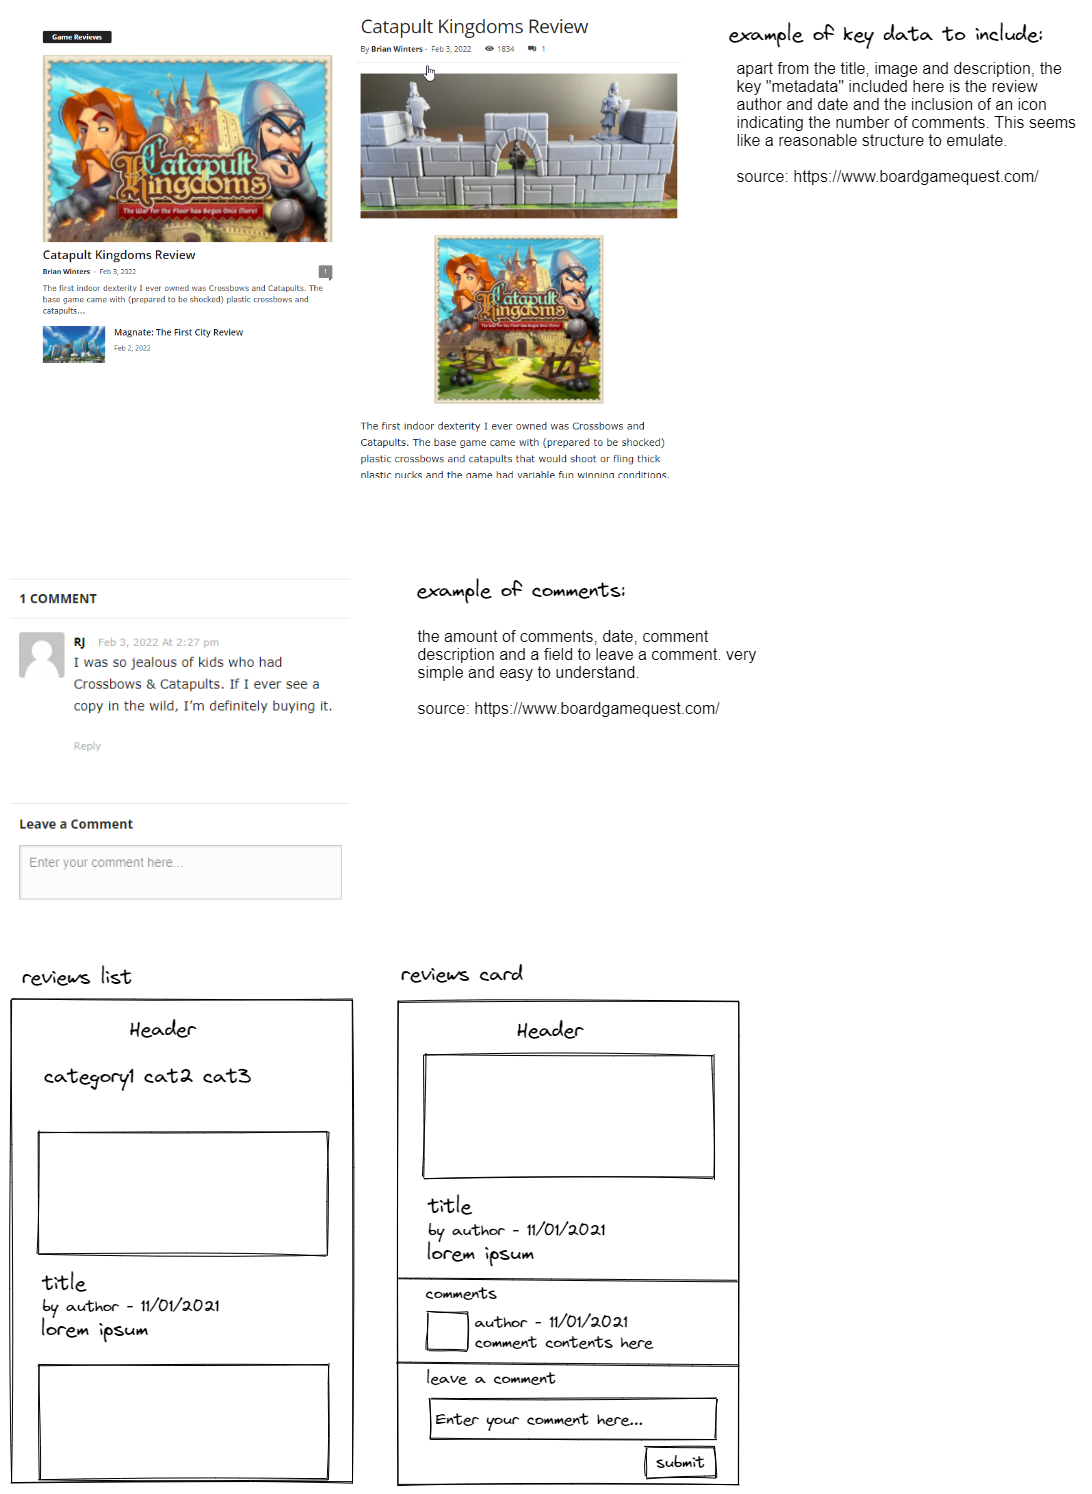 Game Reviews
Catapult
Kingdoms
The War for the Floor has Begun Once More!
Catapult Kingdoms Review
Brian Winters - Feb 3, 2022
1
The first indoor dexterity I ever owned was Crossbows and Catapults. The
base game came with (prepared to be shocked) plastic crossbows and
catapults...
Magnate: The First City Review
Feb 2, 2022
Catapult Kingdoms Review
By Brian Winters - Feb 3, 2022 1834 1
Catapult
Kingdoms
The War for the Floor has Begun Once More!
The first indoor dexterity I ever owned was Crossbows and
Catapults. The base game came with (prepared to be shocked)
plastic crossbows and catapults that would shoot or fling thick
plastic pucks and the game had variable fun winning conditions.
example of key data to include:
apart from the title, image and description, the
key "metadata" included here is the review
author and date and the inclusion of an icon
indicating the number of comments. This seems
like a reasonable structure to emulate.
source: https://www.boardgamequest.com/
1 COMMENT
RJ Feb 3, 2022 At 2:27 pm
I was so jealous of kids who had
Crossbows & Catapults. If I ever see a
copy in the wild, I'm definitely buying it.
Reply
Leave a Comment
Enter your comment here...
example of comments:
the amount of comments, date, comment
description and a field to leave a comment. very
simple and easy to understand.
source: https://www.boardgamequest.com/
reviews list
Header
category1 cat2 cat3
title
by author - 11/01/2021
lorem ipsum
reviews card
Header
title
by author - 11/01/2021
lorem ipsum
comments
author - 11/01/2021
comment contents here
leave a comment
Enter your comment here...
submit